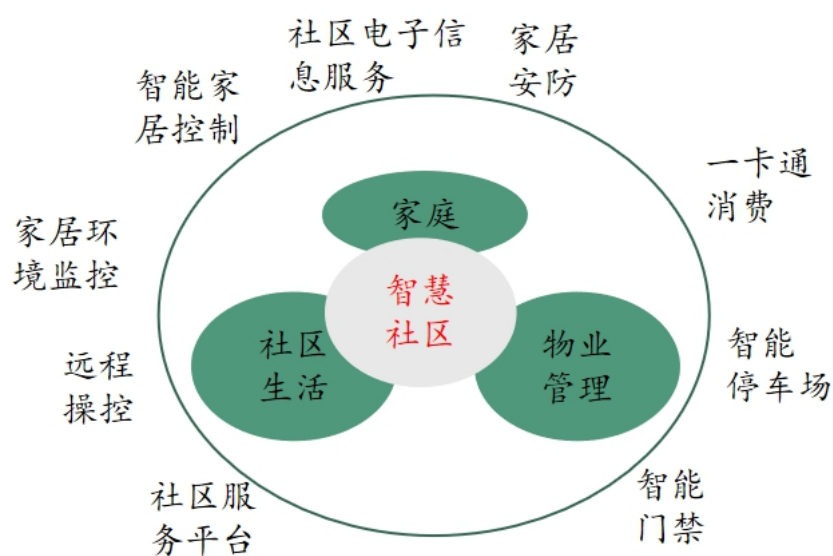 社区电子信
息服务
家居
安防
智能家
居控制
一卡通
消费
家庭
家居环
境监控
智慧
社区
社区
生活
物业
管理
远程
操控
智能
停车场
社区服
务平台
智能
门禁